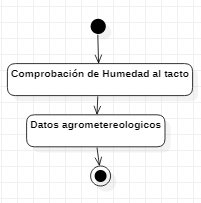 Comprobación de Humedad al tacto
Datos agrometereologicos